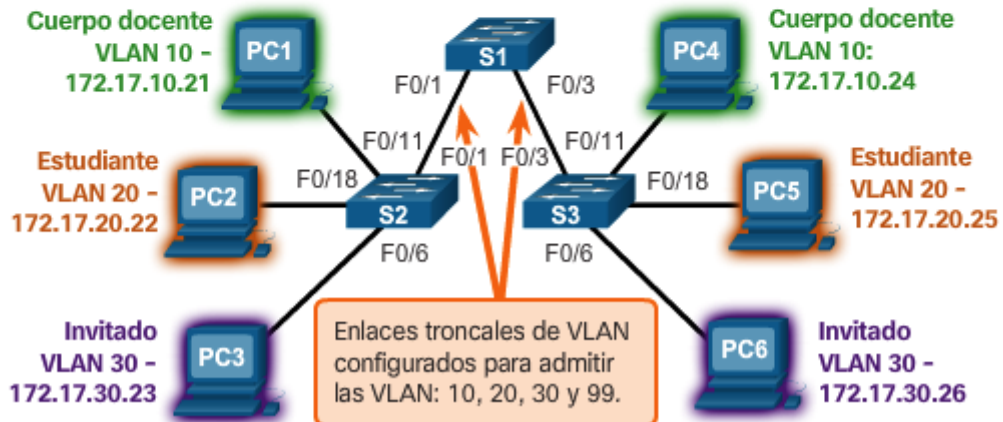 Cuerpo docente
VLAN 10 –
172.17.10.21
PC1
S1
PC4
Cuerpo docente
VLAN 10:
172.17.10.24
F0/1
F0/3
F0/11
F0/1
F0/3
F0/11
Estudiante
VLAN 20 –
172.17.20.22
PC2
F0/18
S2
S3
F0/18
PC5
Estudiante
VLAN 20 –
172.17.20.25
F0/6
F0/6
Invitado
VLAN 30 –
172.17.30.23
PC3
Enlaces troncales de VLAN
configurados para admitir
las VLAN: 10, 20, 30 y 99.
PC6
Invitado
VLAN 30 –
172.17.30.26